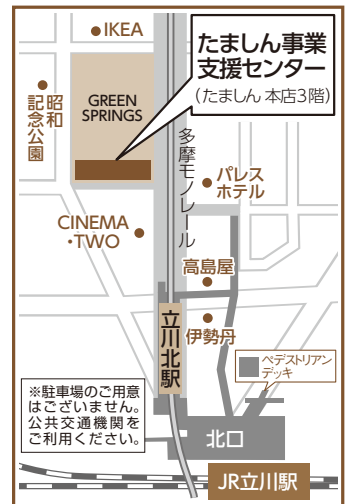 IKEA
たましん事業
支援センター
(たましん 本店3階)
GREEN
SPRINGS
昭和
記念公園
多摩モノレール
パレス
ホテル
CINEMA
・TWO
高島屋
伊勢丹
立川北駅
ペデストリアン
デッキ
※駐車場のご用意
はございません。
公共交通機関を
ご利用ください。
北口
JR立川駅